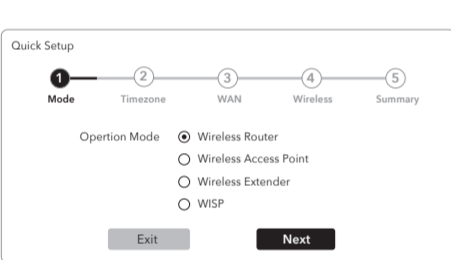 Quick Setup
1 2 3 4 5
Mode Timezone WAN Wireless Summary
Opertion Mode Wireless Router
Wireless Access Point
Wireless Extender
WISP
Exit Next